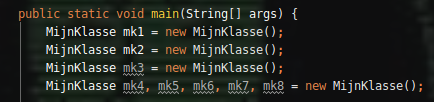 public static void main(String[] args) {
MijnKlasse mk1 = new MijnKlasse();
MijnKlasse mk2 = new MijnKlasse();
MijnKlasse mk3 = new MijnKlasse();
MijnKlasse mk4, mk5, mk6, mk7, mk8 = new MijnKlasse();